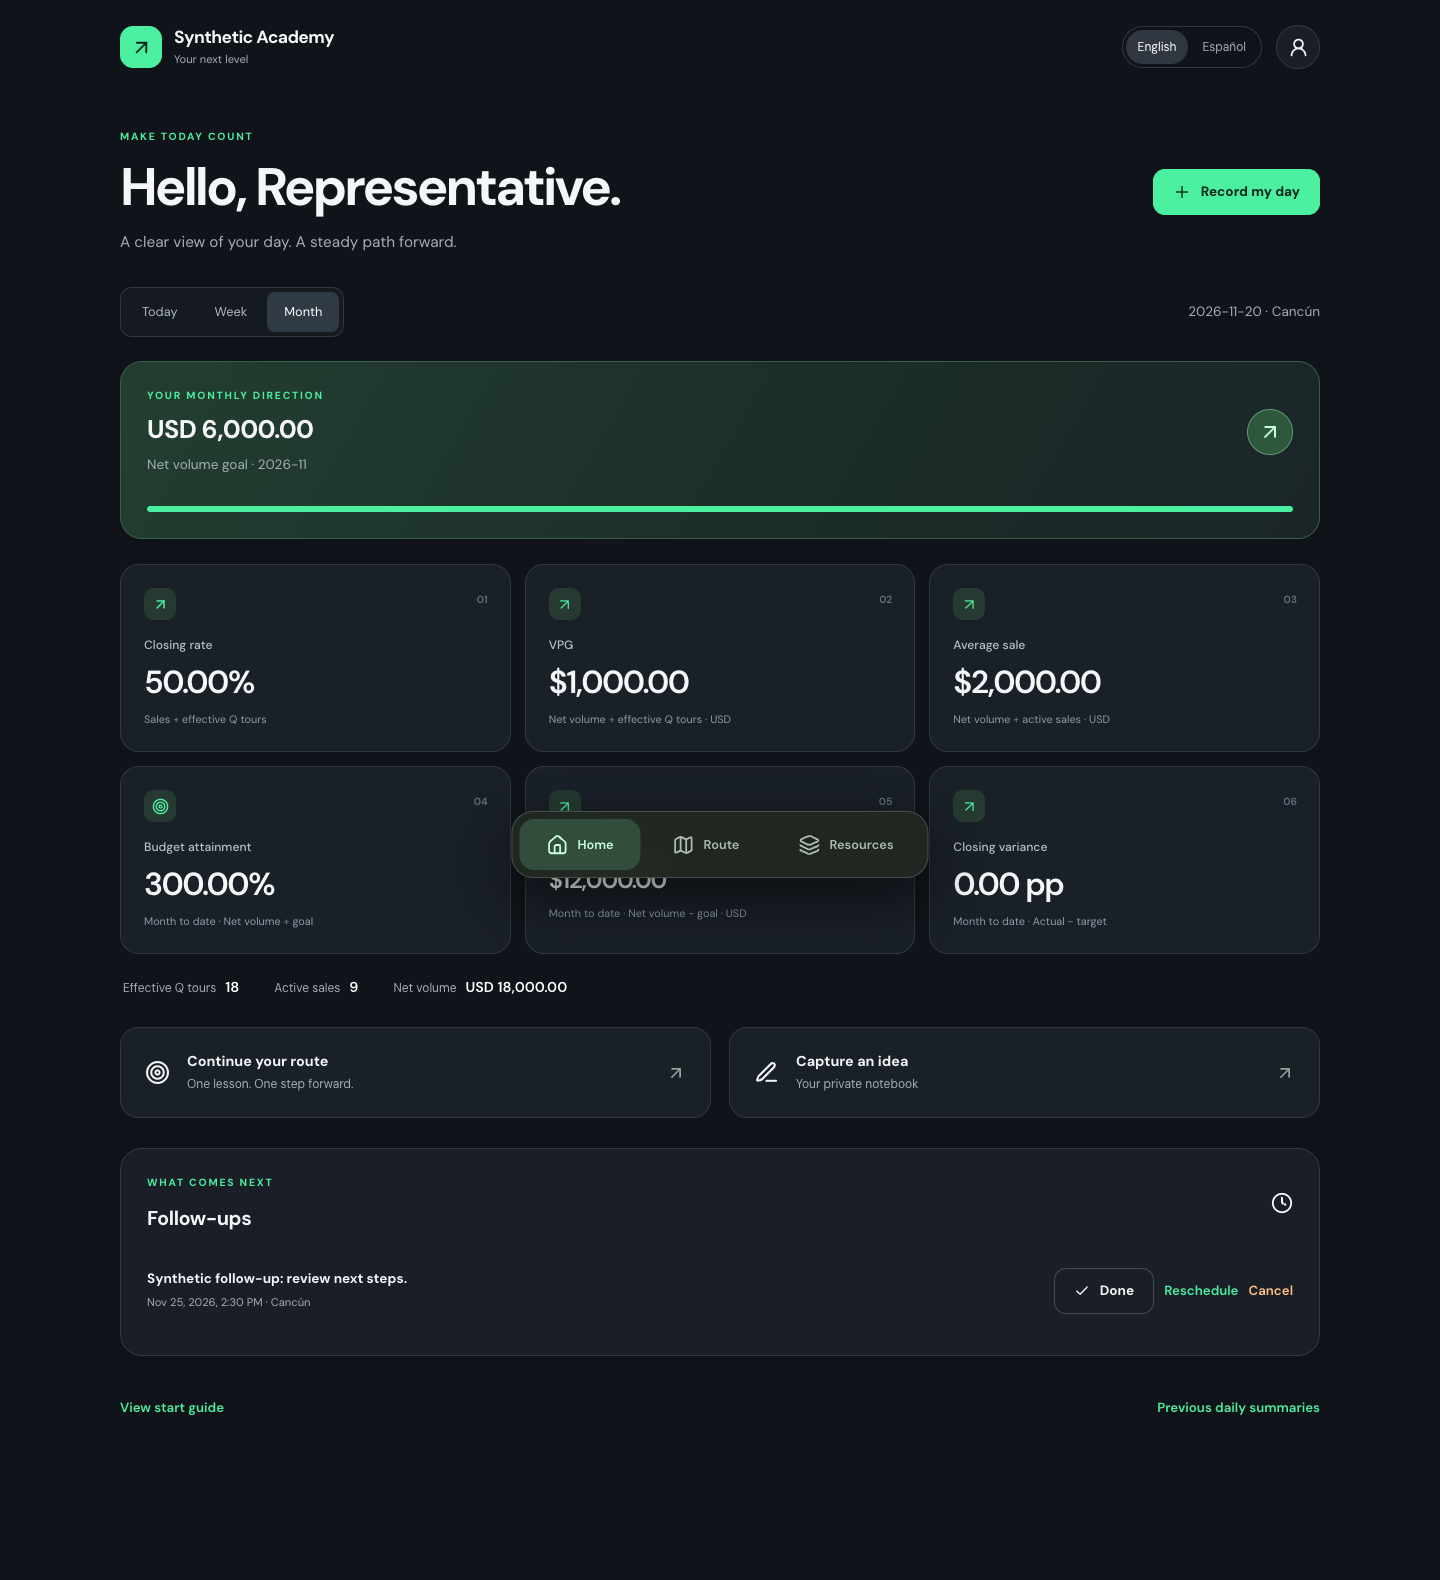 Synthetic Academy
Your next level
English
Español
MAKE TODAY COUNT
Hello, Representative.
Record my day
A clear view of your day. A steady path forward.
Today
Week
Month
2026-11-20 · Cancún
YOUR MONTHLY DIRECTION
USD 6,000.00
Net volume goal · 2026-11
01
Closing rate
50.00%
Sales ÷ effective Q tours
02
VPG
$1,000.00
Net volume ÷ effective Q tours · USD
03
Average sale
$2,000.00
Net volume ÷ active sales · USD
04
Budget attainment
300.00%
Month to date · Net volume ÷ goal
05
$12,000.00
Month to date · Net volume − goal · USD
06
Closing variance
0.00 pp
Month to date · Actual − target
Home
Route
Resources
Effective Q tours 18
Active sales 9
Net volume USD 18,000.00
Continue your route
One lesson. One step forward.
Capture an idea
Your private notebook
WHAT COMES NEXT
Follow-ups
Synthetic follow-up: review next steps.
Nov 25, 2026, 2:30 PM · Cancún
Done
Reschedule
Cancel
View start guide
Previous daily summaries